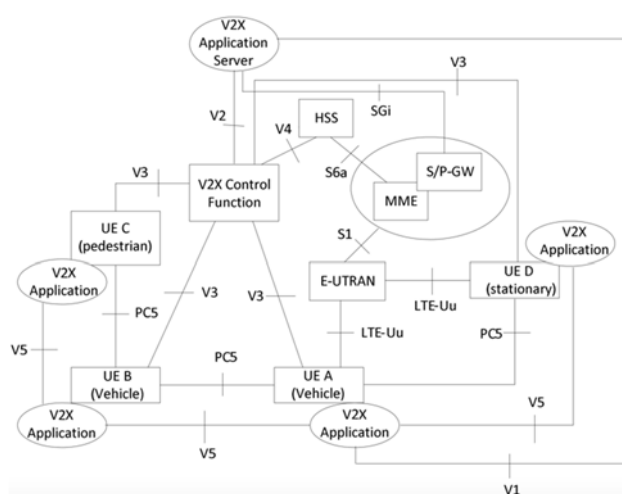 V2X
Application
Server
V3
SGi
V2
V4
HSS
V3
S6a
S/P-GW
V2X Control
Function
MME
UE C
(pedestrian)
S1
V2X
Application
V2X
Application
E-UTRAN
UE D
(stationary)
LTE-Uu
V3
V3
PC5
LTE-Uu
PC5
V5
PC5
UE B
(Vehicle)
UE A
(Vehicle)
V2X
Application
V5
V2X
Application
V5
V1